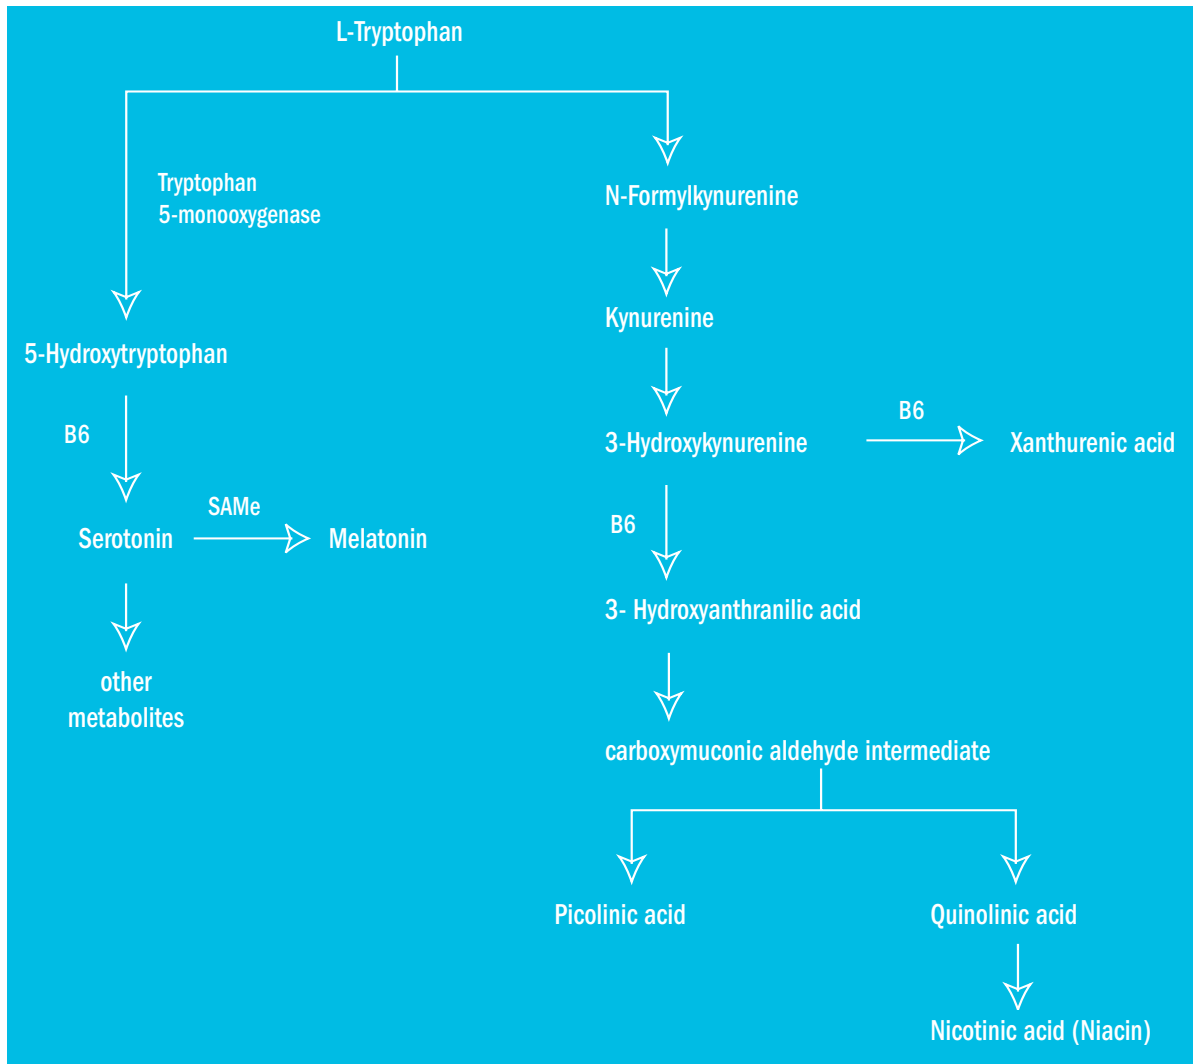 L-Tryptophan
Tryptophan
5-monooxygenase
N-Formylkynurenine
Kynurenine
5-Hydroxytryptophan
B6
B6
3-Hydroxykynurenine
Xanthurenic acid
SAMe
B6
Serotonin
Melatonin
3- Hydroxyanthranilic acid
other
metabolites
carboxymuconic aldehyde intermediate
Picolinic acid
Quinolinic acid
Nicotinic acid (Niacin)